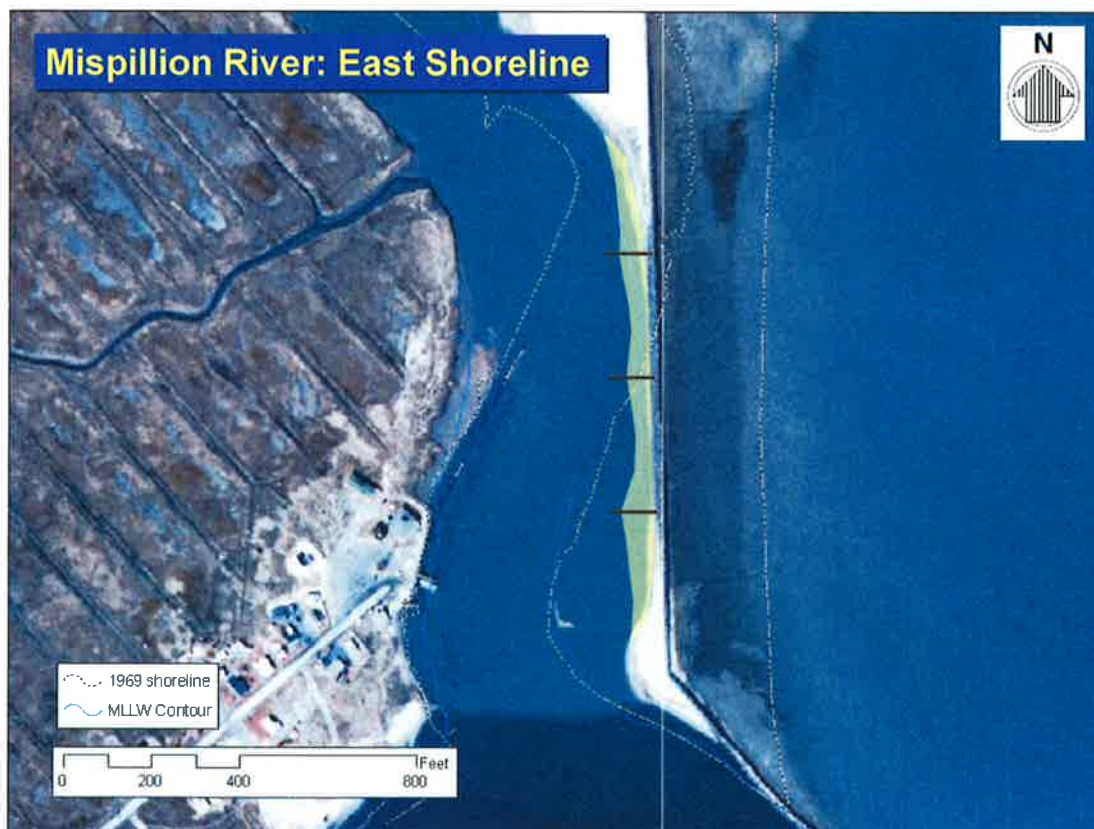 Mispillion River: East Shoreline
N
1969 shoreline
MLLW Contour
Feet
0 200 400 800